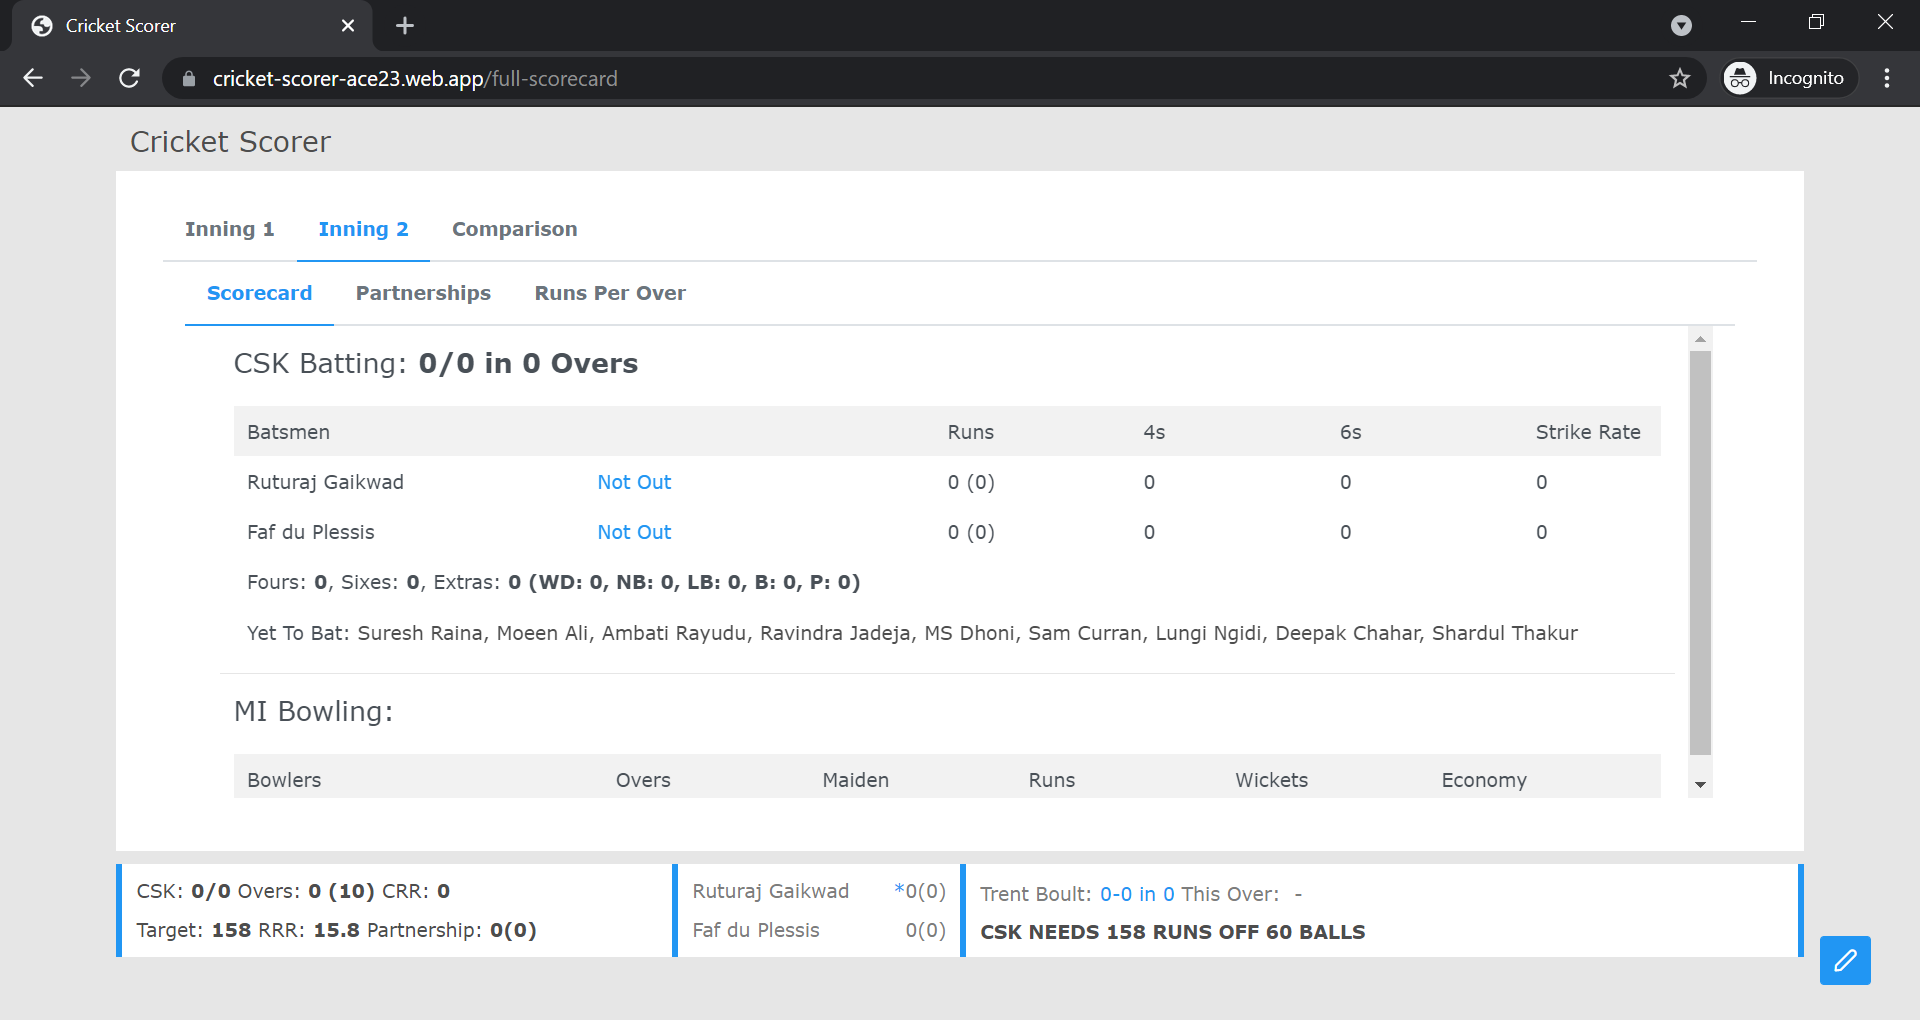 Cricket Scorer
cricket-scorer-ace23.web.app/full-scorecard
Incognito
Cricket Scorer
Inning 1 Inning 2 Comparison
Scorecard Partnerships Runs Per Over
CSK Batting: 0/0 in 0 Overs
Batsmen Runs 4s 6s Strike Rate
Ruturaj Gaikwad Not Out 0 (0) 0 0 0
Faf du Plessis Not Out 0 (0) 0 0 0
Fours: 0, Sixes: 0, Extras: 0 (WD: 0, NB: 0, LB: 0, B: 0, P: 0)
Yet To Bat: Suresh Raina, Moeen Ali, Ambati Rayudu, Ravindra Jadeja, MS Dhoni, Sam Curran, Lungi Ngidi, Deepak Chahar, Shardul Thakur
MI Bowling:
Bowlers Overs Maiden Runs Wickets Economy
CSK: 0/0 Overs: 0 (10) CRR: 0
Target: 158 RRR: 15.8 Partnership: 0(0)
Ruturaj Gaikwad *0(0)
Faf du Plessis 0(0)
Trent Boult: 0-0 in 0 This Over: -
CSK NEEDS 158 RUNS OFF 60 BALLS